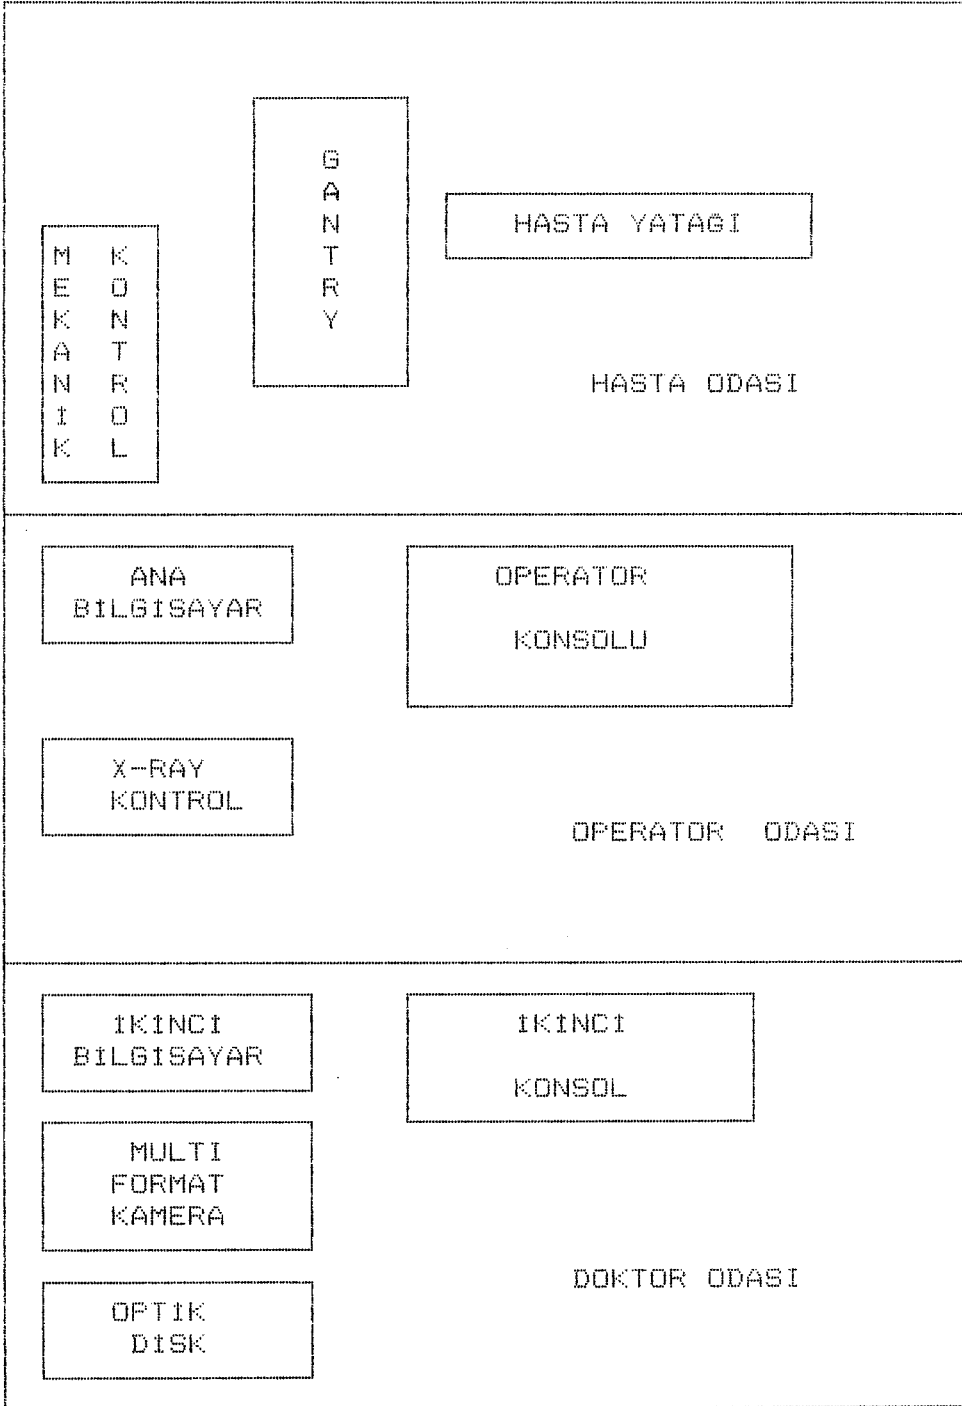 GANTRY
HASTA YATAGI
MEKANİK
KONTROL
HASTA ODASI
ANA
BİLGİSAYAR
OPERATOR
KONSOLU
X-RAY
KONTROL
OPERATOR ODASI
İKİNCİ
BİLGİSAYAR
İKİNCİ
KONSOL
MULTI
FORMAT
KAMERA
DOKTOR ODASI
OPTİK
DİSK